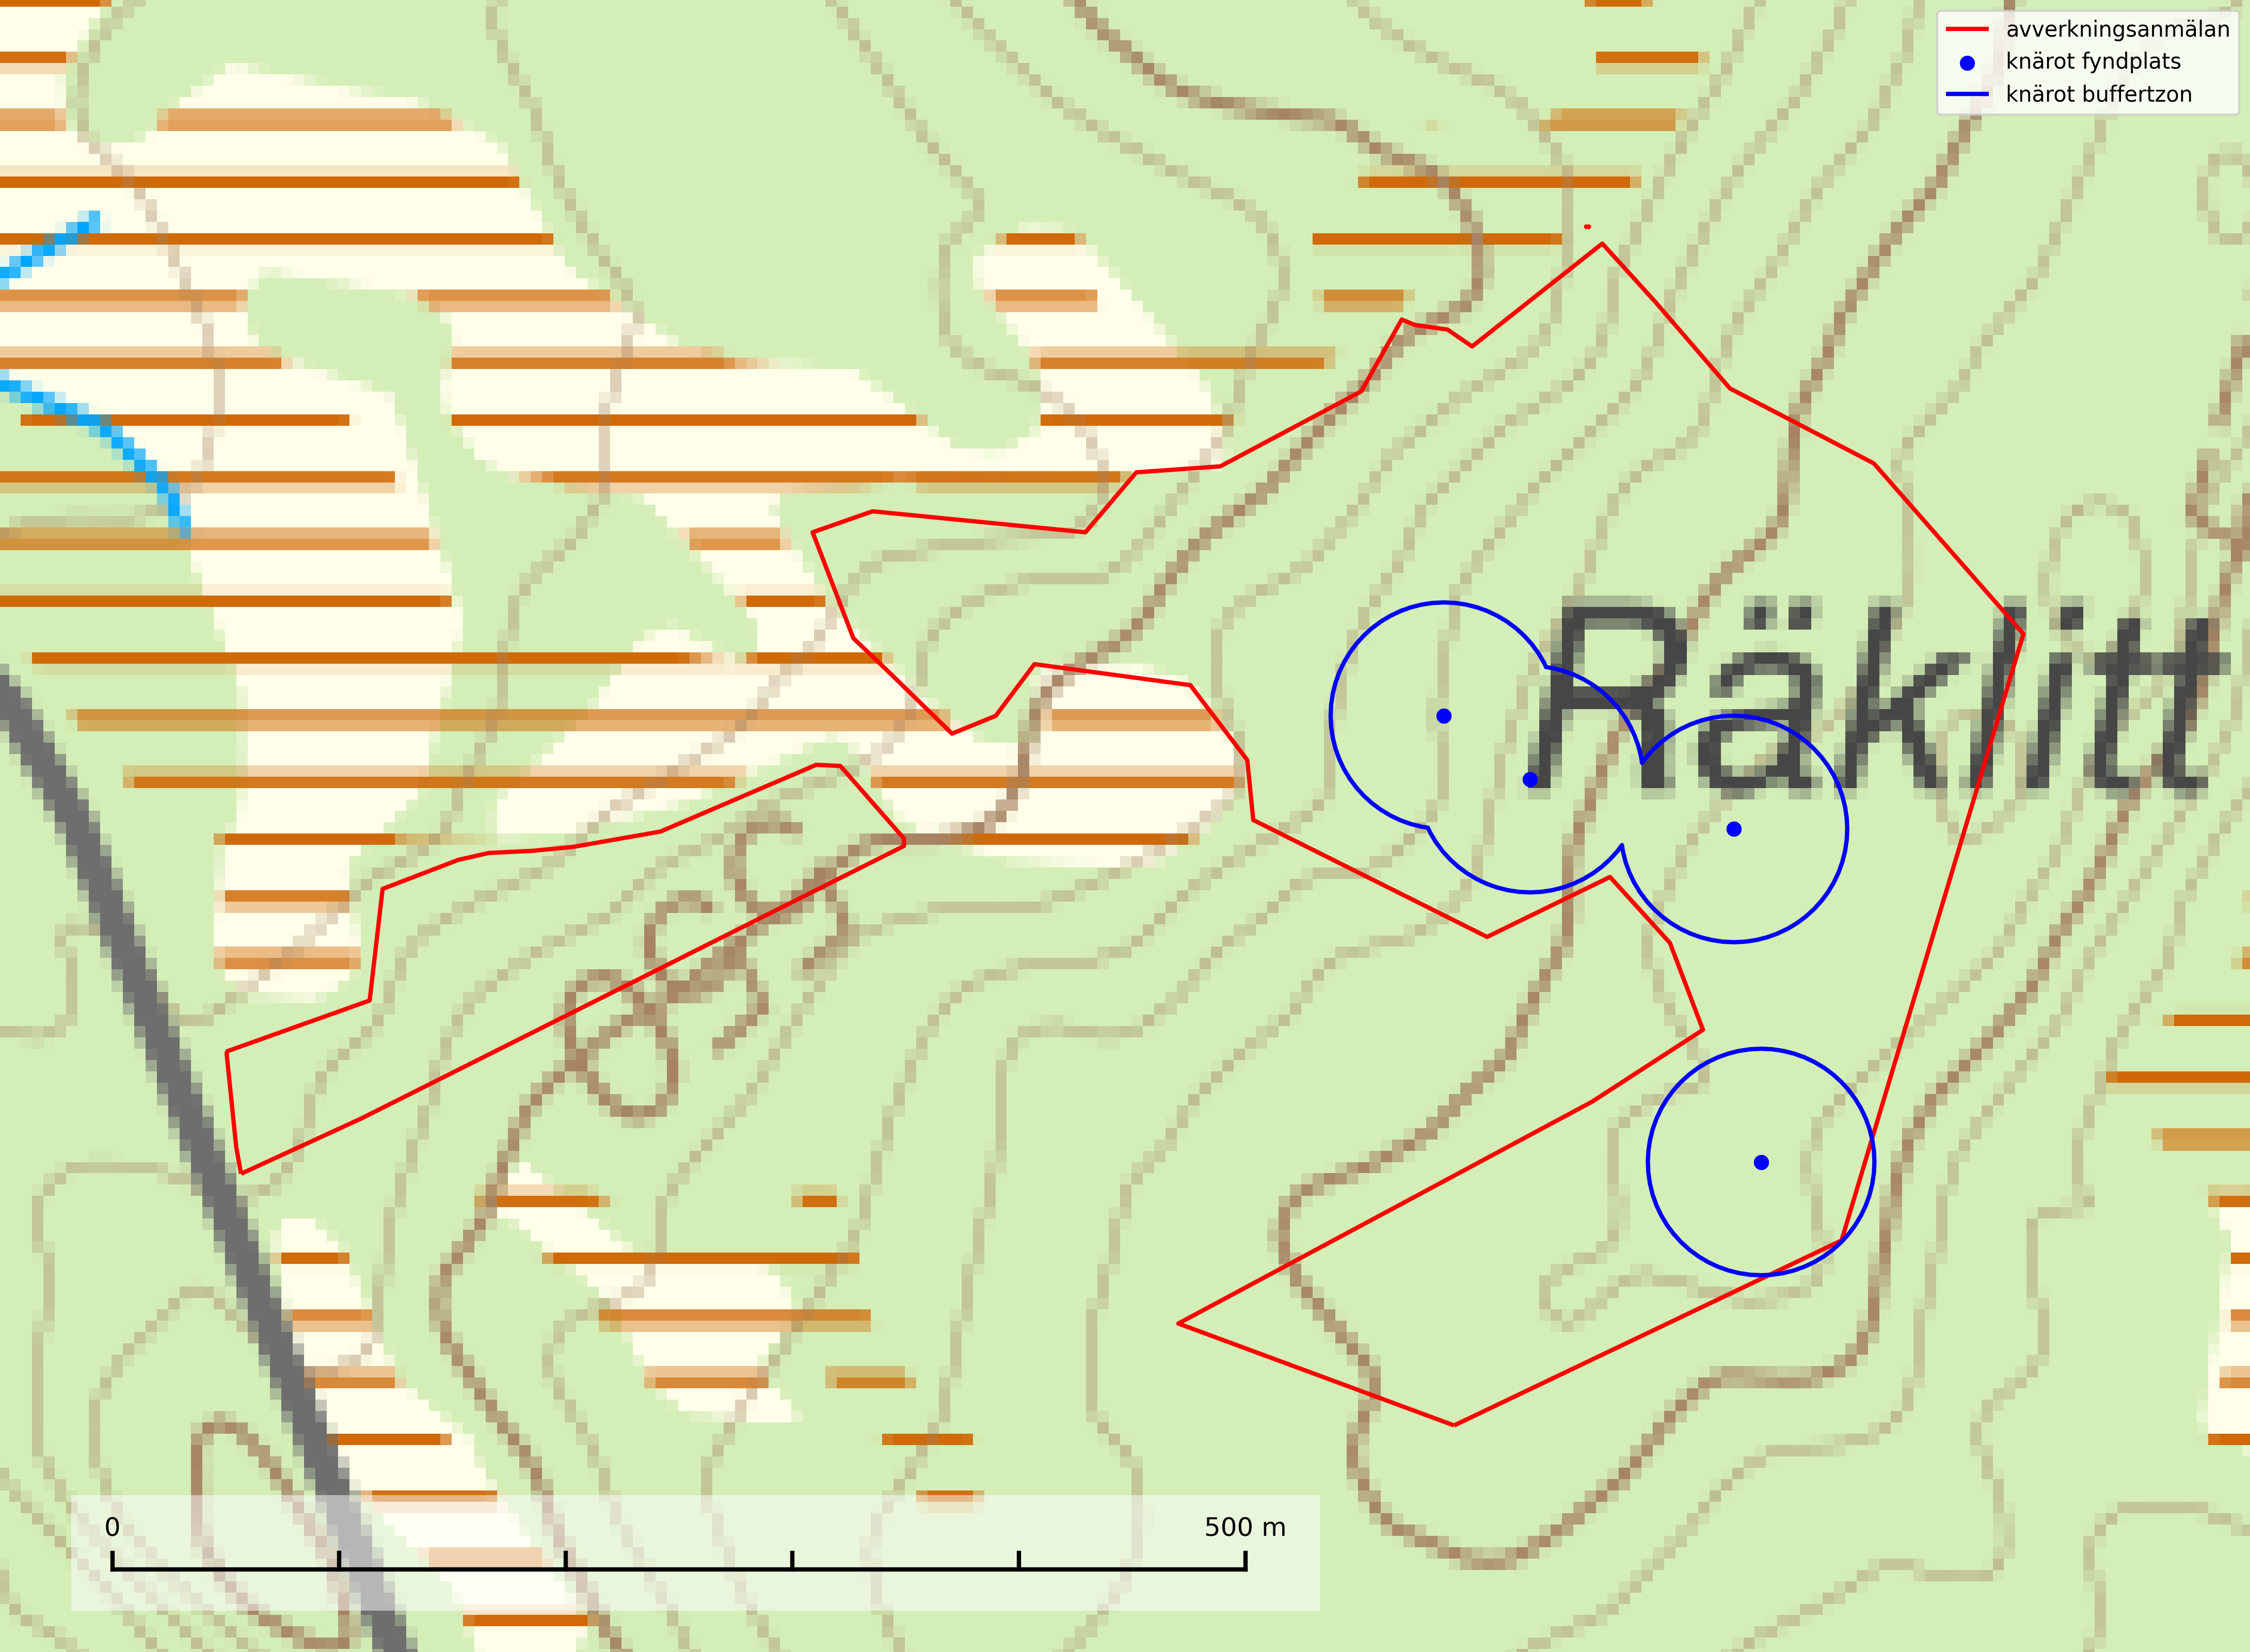 avverkningsanmälan
knärot fyndplats
knärot buffertzon
Räklitt
0 500 m